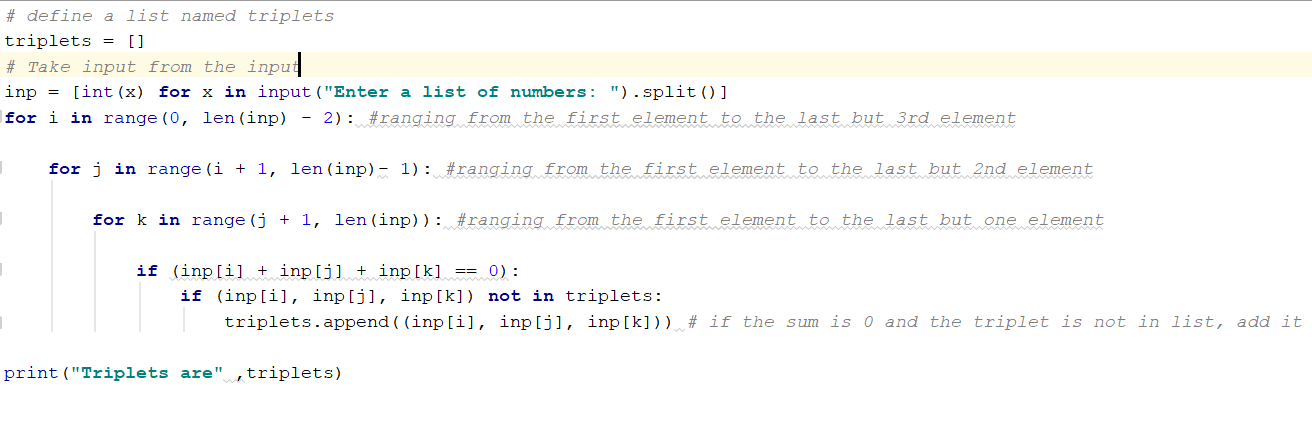 # define a list named triplets
triplets = []
# Take input from the input
inp = [int(x) for x in input("Enter a list of numbers: ").split()]
for i in range(0, len(inp) - 2): #ranging from the first element to the last but 3rd element
    for j in range(i + 1, len(inp)- 1): #ranging from the first element to the last but 2nd element
        for k in range(j + 1, len(inp)): #ranging from the first element to the last but one element
            if (inp[i] + inp[j] + inp[k] == 0):
                if (inp[i], inp[j], inp[k]) not in triplets:
                    triplets.append((inp[i], inp[j], inp[k])) # if the sum is 0 and the triplet is not in list, add it
print("Triplets are" ,triplets)